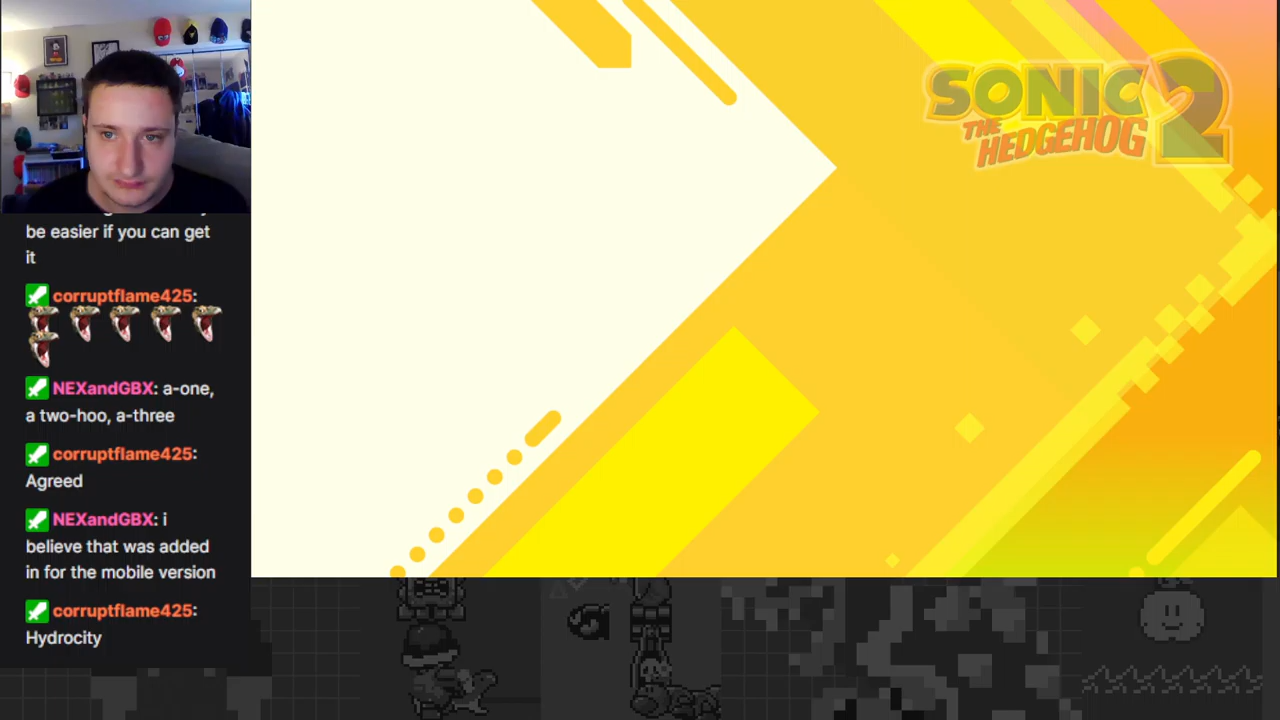 be easier if you can get
it
corruptflame425:
NEXandGBX: a-one,
a two-hoo, a-three
corruptflame425:
Agreed
NEXandGBX: i
believe that was added
in for the mobile version
corruptflame425:
Hydrocity
SONIC
THE
HEDGEHOG
2